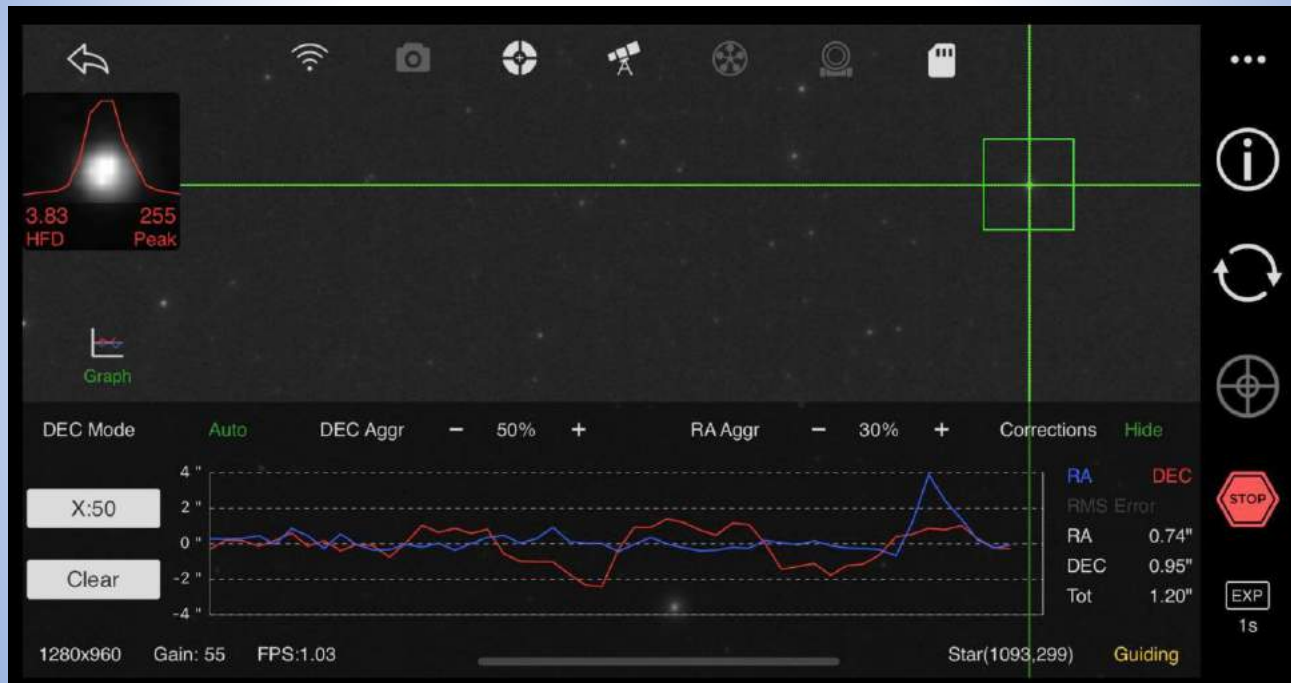 3.83 255
HFD Peak
Graph
DEC Mode Auto DEC Aggr − 50% + RA Aggr − 30% + Corrections Hide
X:50
Clear
4 "
2 "
0 "
-2 "
-4 "
RA DEC
RMS Error
RA 0.74"
DEC 0.95"
Tot 1.20"
STOP
EXP
1s
1280x960 Gain: 55 FPS:1.03 Star(1093,299) Guiding